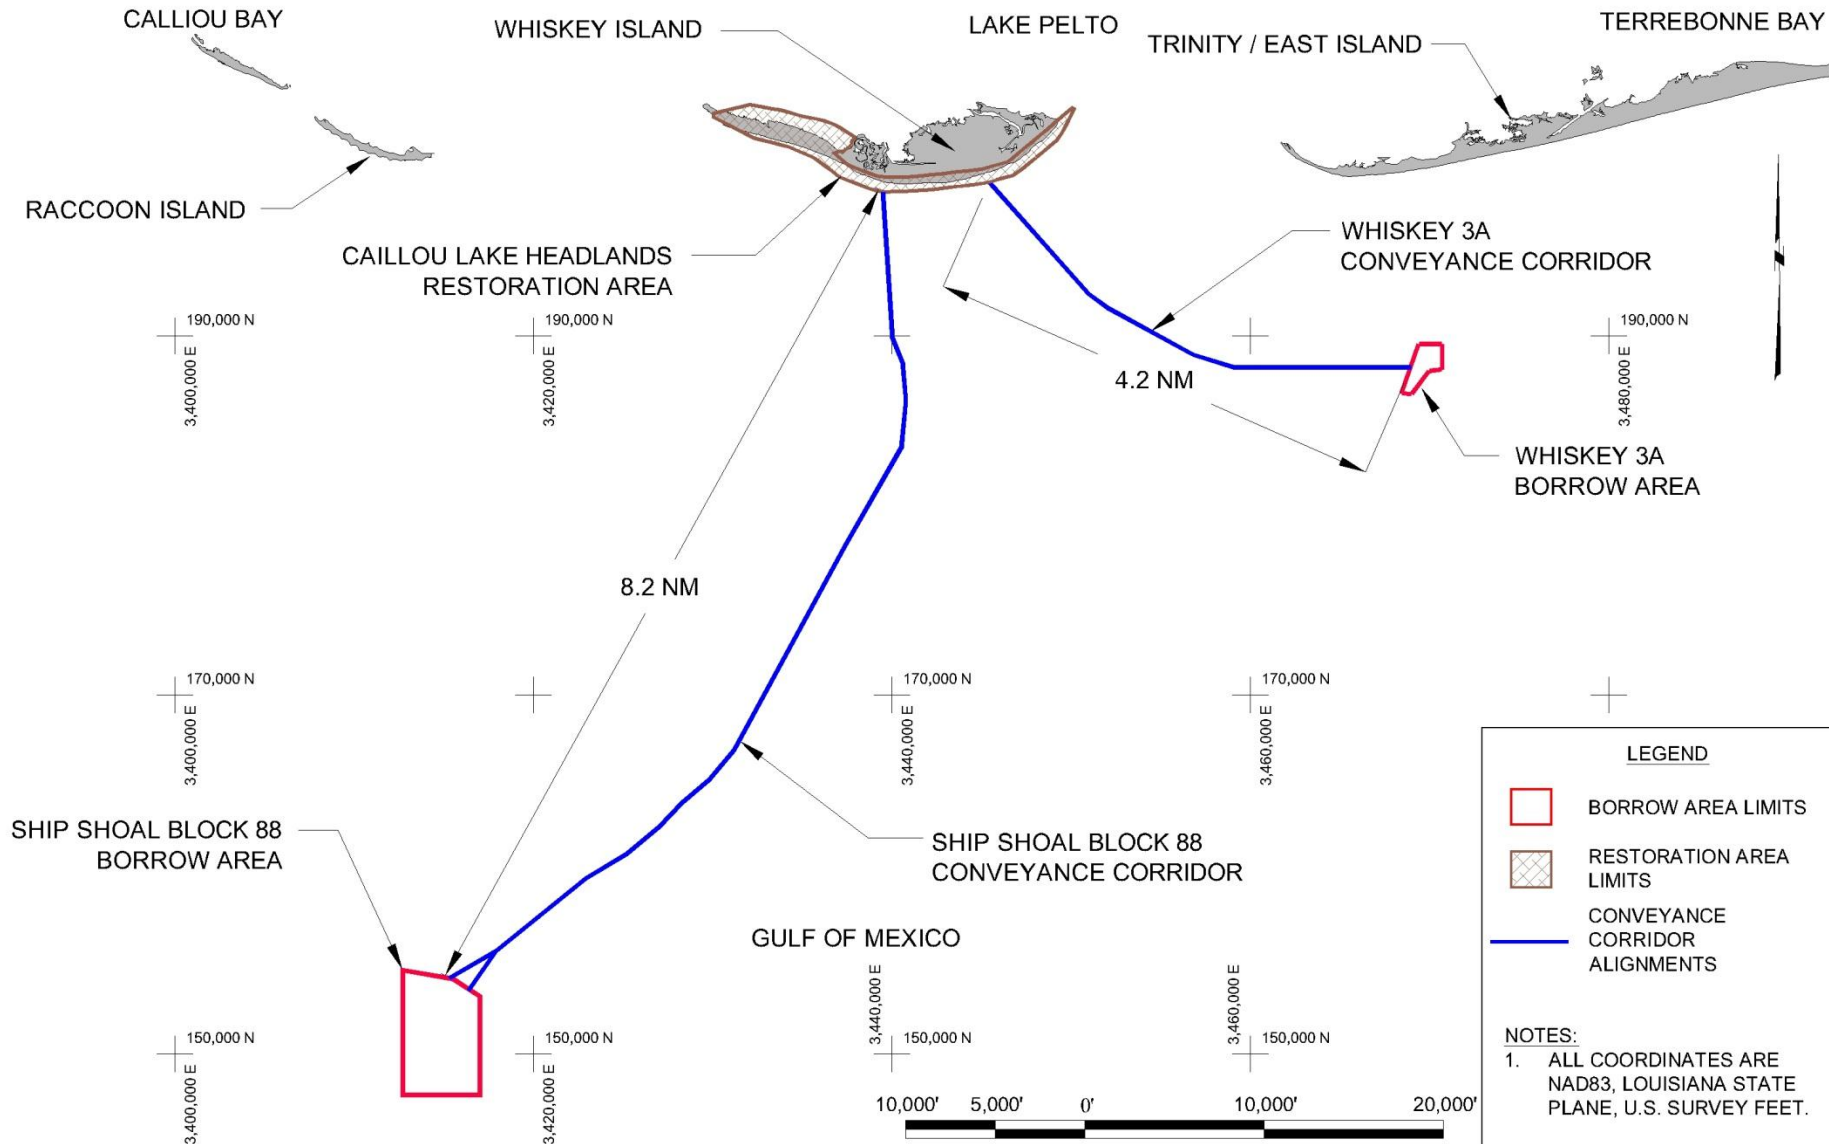 CALLIOU BAY
WHISKEY ISLAND
LAKE PELTO
TRINITY / EAST ISLAND
TERREBONNE BAY
RACCOON ISLAND
CAILLOU LAKE HEADLANDS
RESTORATION AREA
WHISKEY 3A
CONVEYANCE CORRIDOR
190,000 N
3,400,000 E
190,000 N
3,420,000 E
190,000 N
3,480,000 E
4.2 NM
WHISKEY 3A
BORROW AREA
8.2 NM
170,000 N
3,400,000 E
170,000 N
3,440,000 E
170,000 N
3,460,000 E
SHIP SHOAL BLOCK 88
BORROW AREA
SHIP SHOAL BLOCK 88
CONVEYANCE CORRIDOR
GULF OF MEXICO
150,000 N
3,400,000 E
150,000 N
3,420,000 E
3,440,000 E
150,000 N
3,460,000 E
150,000 N
10,000' 5,000' 0' 10,000' 20,000'
LEGEND
BORROW AREA LIMITS
RESTORATION AREA
LIMITS
CONVEYANCE
CORRIDOR
ALIGNMENTS
NOTES:
1. ALL COORDINATES ARE
NAD83, LOUISIANA STATE
PLANE, U.S. SURVEY FEET.